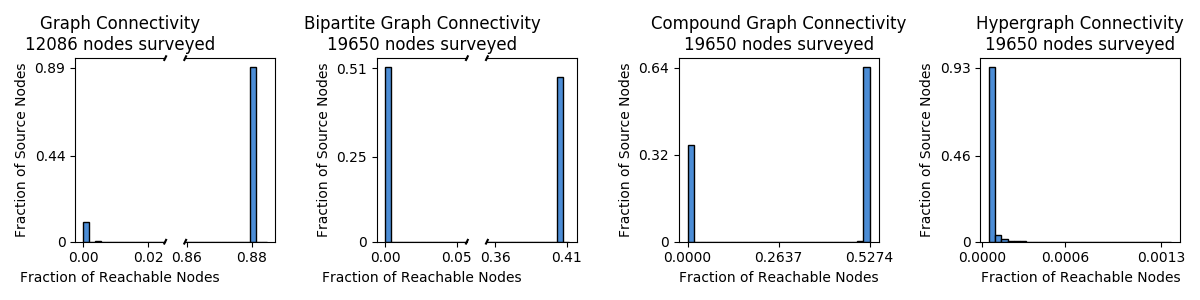 Graph Connectivity
12086 nodes surveyed
Fraction of Source Nodes
0.89
0.44
0
0.00
0.02
0.86
0.88
Fraction of Reachable Nodes
Bipartite Graph Connectivity
19650 nodes surveyed
Fraction of Source Nodes
0.51
0.25
0
0.00
0.05
0.36
0.41
Fraction of Reachable Nodes
Compound Graph Connectivity
19650 nodes surveyed
Fraction of Source Nodes
0.64
0.32
0
0.0000
0.2637
0.5274
Fraction of Reachable Nodes
Hypergraph Connectivity
19650 nodes surveyed
Fraction of Source Nodes
0.93
0.46
0
0.0000
0.0006
0.0013
Fraction of Reachable Nodes